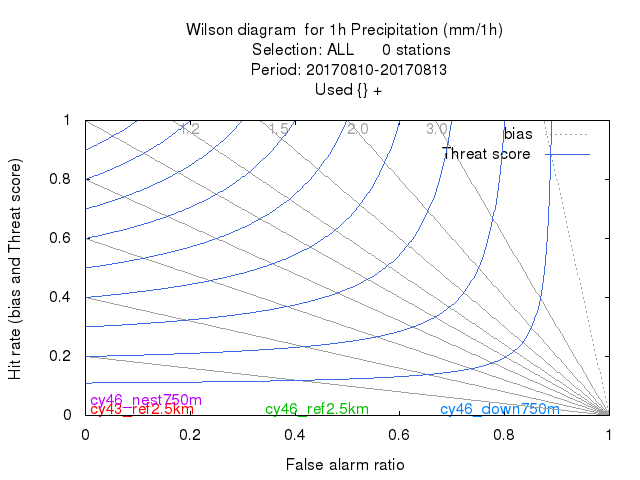 Wilson diagram for 1h Precipitation (mm/1h)
Selection: ALL 0 stations
Period: 20170810-20170813
Used {} +
1.2 1.5 2.0 3.0
bias
Threat score
Hit rate (bias and Threat score)
1
0.8
0.6
0.4
0.2
0
cy46_nest750m
cy43_ref2.5km cy46_ref2.5km cy46_down750m
0 0.2 0.4 0.6 0.8 1
False alarm ratio